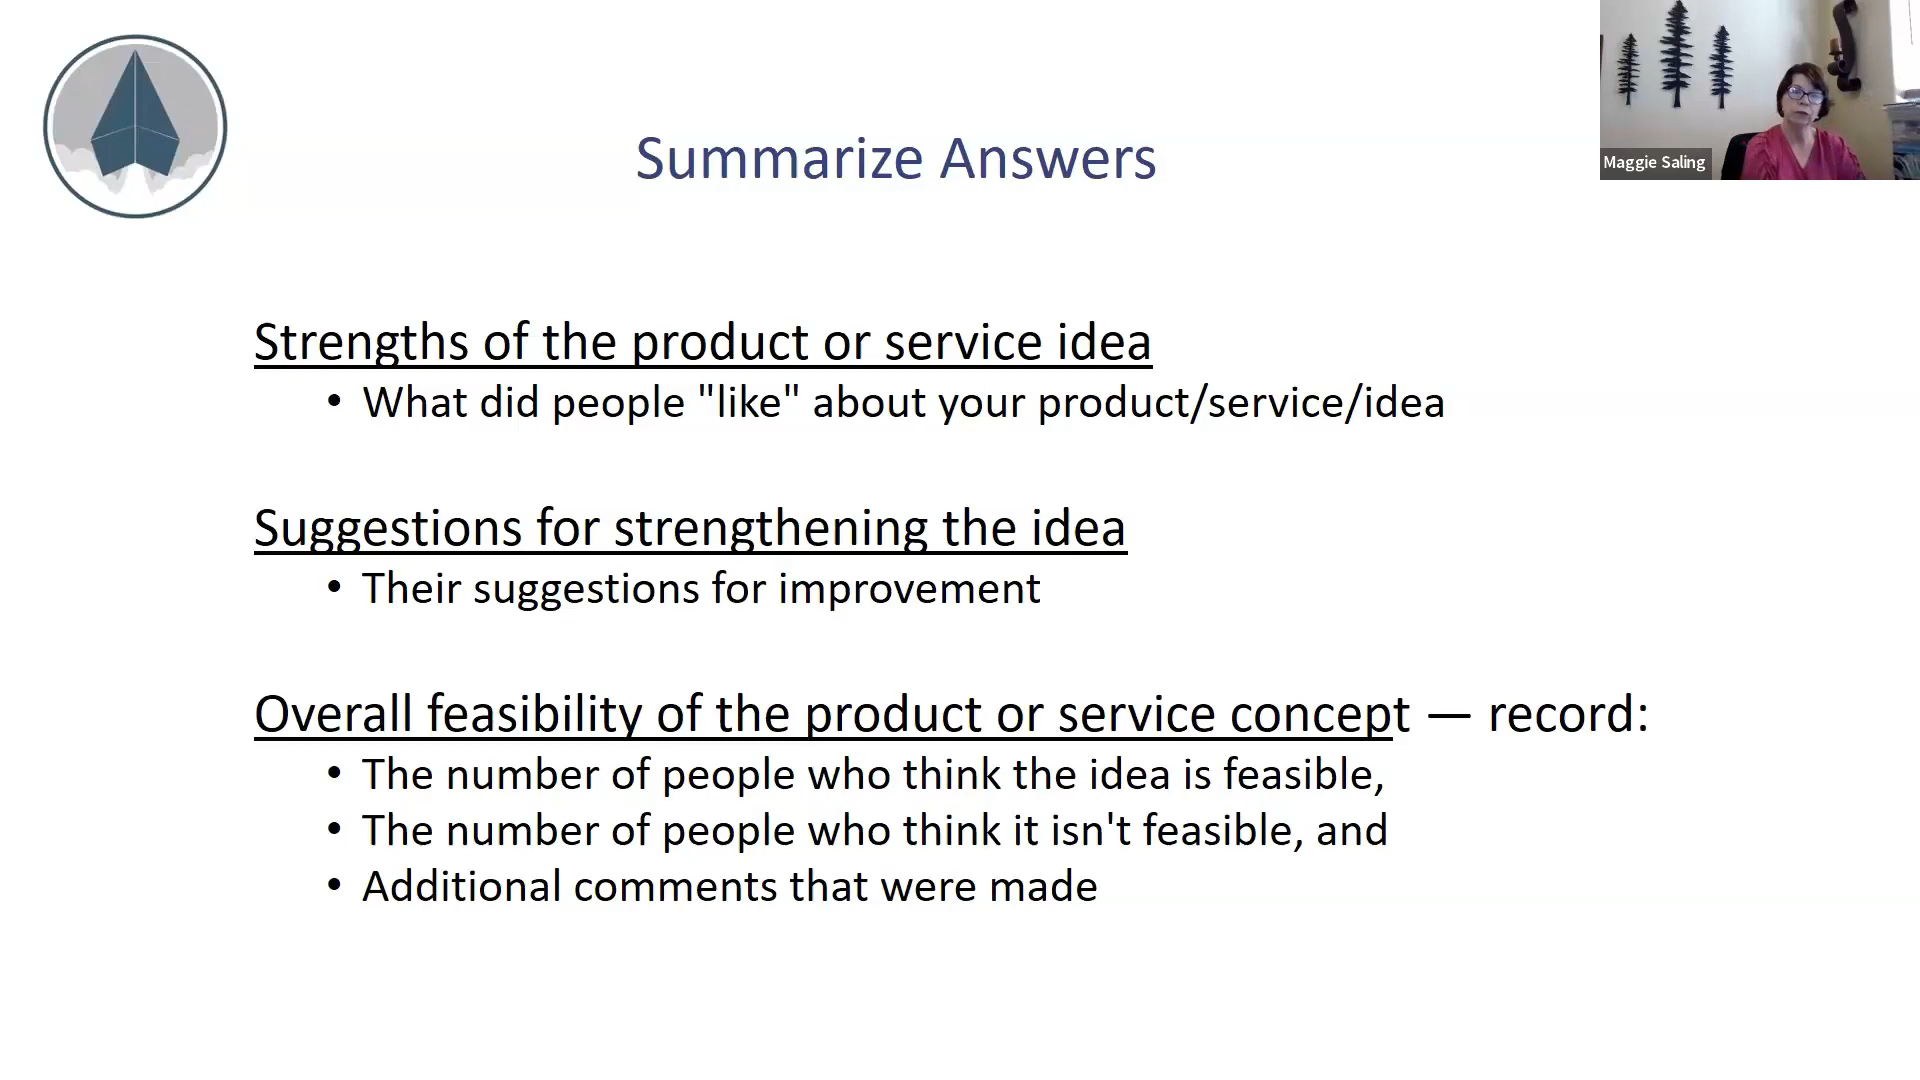 Summarize Answers
Maggie Saling
Strengths of the product or service idea
• What did people "like" about your product/service/idea
Suggestions for strengthening the idea
• Their suggestions for improvement
Overall feasibility of the product or service concept — record:
• The number of people who think the idea is feasible,
• The number of people who think it isn't feasible, and
• Additional comments that were made